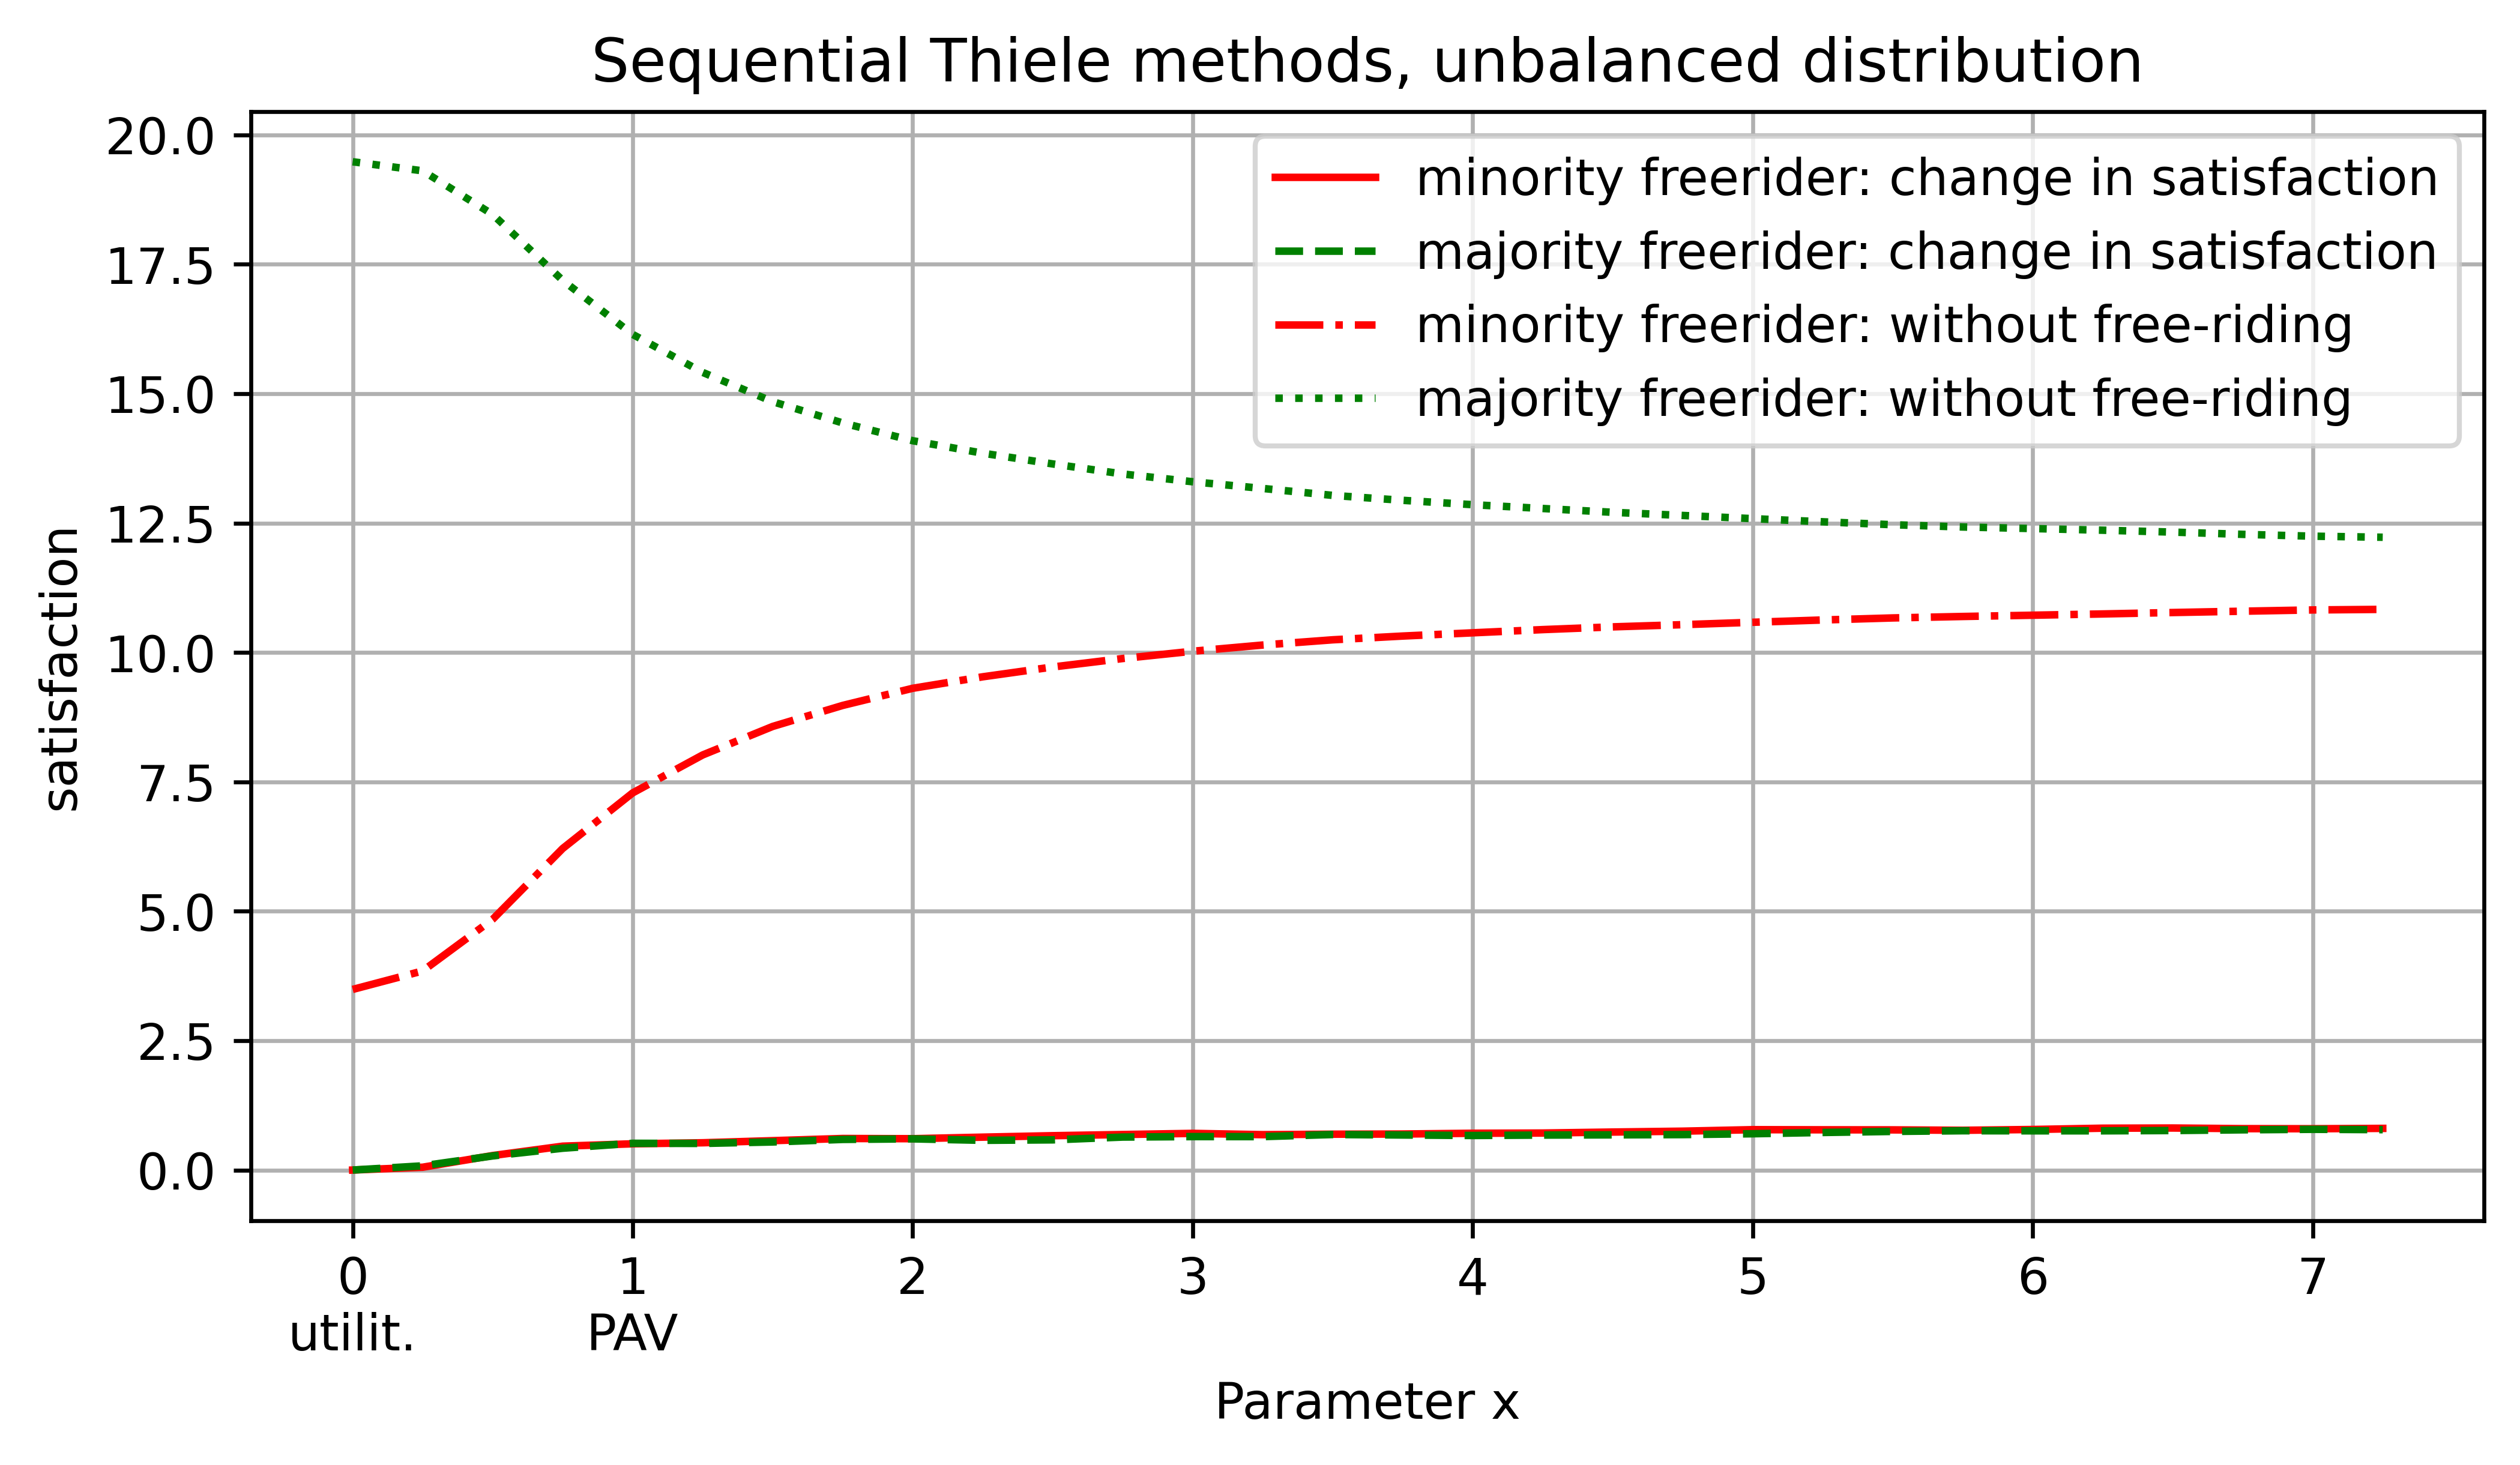 Sequential Thiele methods, unbalanced distribution
20.0
17.5
15.0
12.5
10.0
7.5
5.0
2.5
0.0
satisfaction
minority freerider: change in satisfaction
majority freerider: change in satisfaction
minority freerider: without free-riding
majority freerider: without free-riding
0 1 2 3 4 5 6 7
utilit. PAV
Parameter x